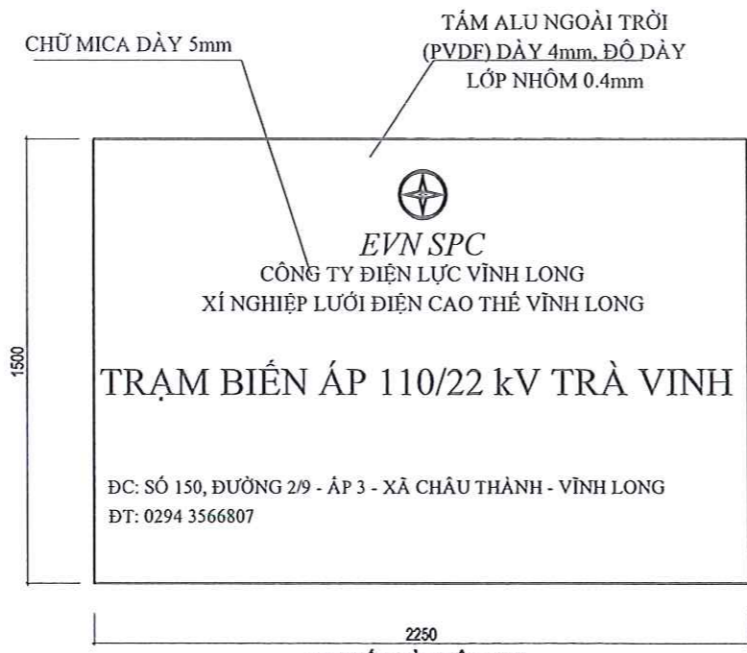 CHỮ MICA DÀY 5mm
TẤM ALU NGOÀI TRỜI
(PVDF) DÀY 4mm, ĐỘ DÀY
LỚP NHÔM 0.4mm
EVN SPC
CÔNG TY ĐIỆN LỰC VĨNH LONG
XÍ NGHIỆP LƯỚI ĐIỆN CAO THẾ VĨNH LONG
1500
TRẠM BIẾN ÁP 110/22 kV TRÀ VINH
ĐC: SỐ 150, ĐƯỜNG 2/9 - ẤP 3 - XÃ CHÂU THÀNH - VĨNH LONG
ĐT: 0294 3566807
2250